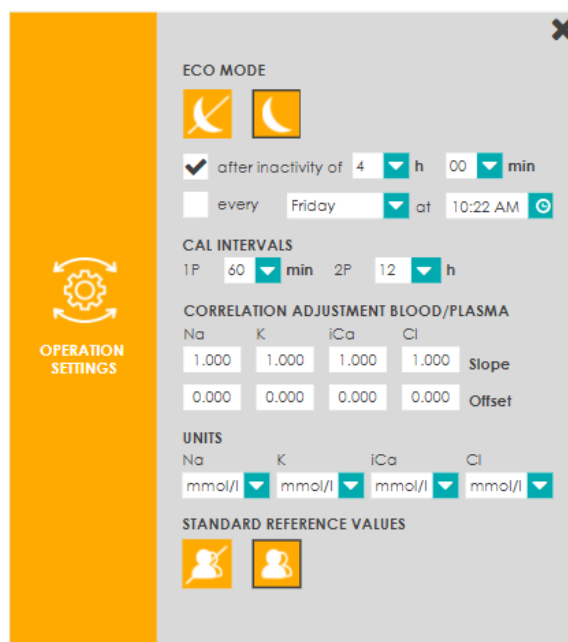 ECO MODE
after inactivity of 4 h 00 min
every Friday at 10:22 AM
CAL INTERVALS
1P 60 min 2P 12 h
CORRELATION ADJUSTMENT BLOOD/PLASMA
Na K iCa Cl
1.000 1.000 1.000 1.000 Slope
0.000 0.000 0.000 0.000 Offset
OPERATION
SETTINGS
UNITS
Na K iCa Cl
mmol/l mmol/l mmol/l mmol/l
STANDARD REFERENCE VALUES